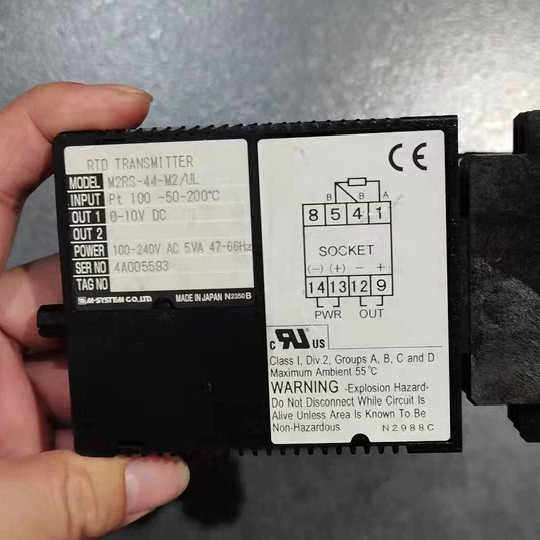 RTD TRANSMITTER
MODEL M2RS-44-M2/UL
INPUT Pt 100 -50-200℃
OUT 1 0-10V DC
OUT 2
POWER 100-240V AC 5VA 47-66Hz
SER NO 4A005593
TAG NO
M-SYSTEM CO.,LTD. MADE IN JAPAN N2350B
CE
B B A
8 5 4 1
SOCKET
(-) (+) - +
14 13 12 9
PWR OUT
c RU US
Class I, Div.2, Groups A, B, C and D
Maximum Ambient 55℃
WARNING -Explosion Hazard-
Do Not Disconnect While Circuit Is
Alive Unless Area Is Known To Be
Non-Hazardous N2988C